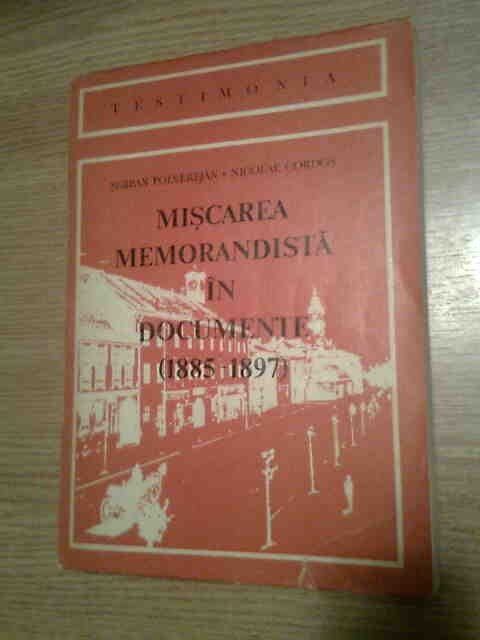 TESTIMONIA
ȘERBAN POLVEREJAN • NICOLAE CORDOȘ
MIȘCAREA
MEMORANDISTĂ
ÎN
DOCUMENTE
(1885-1897)